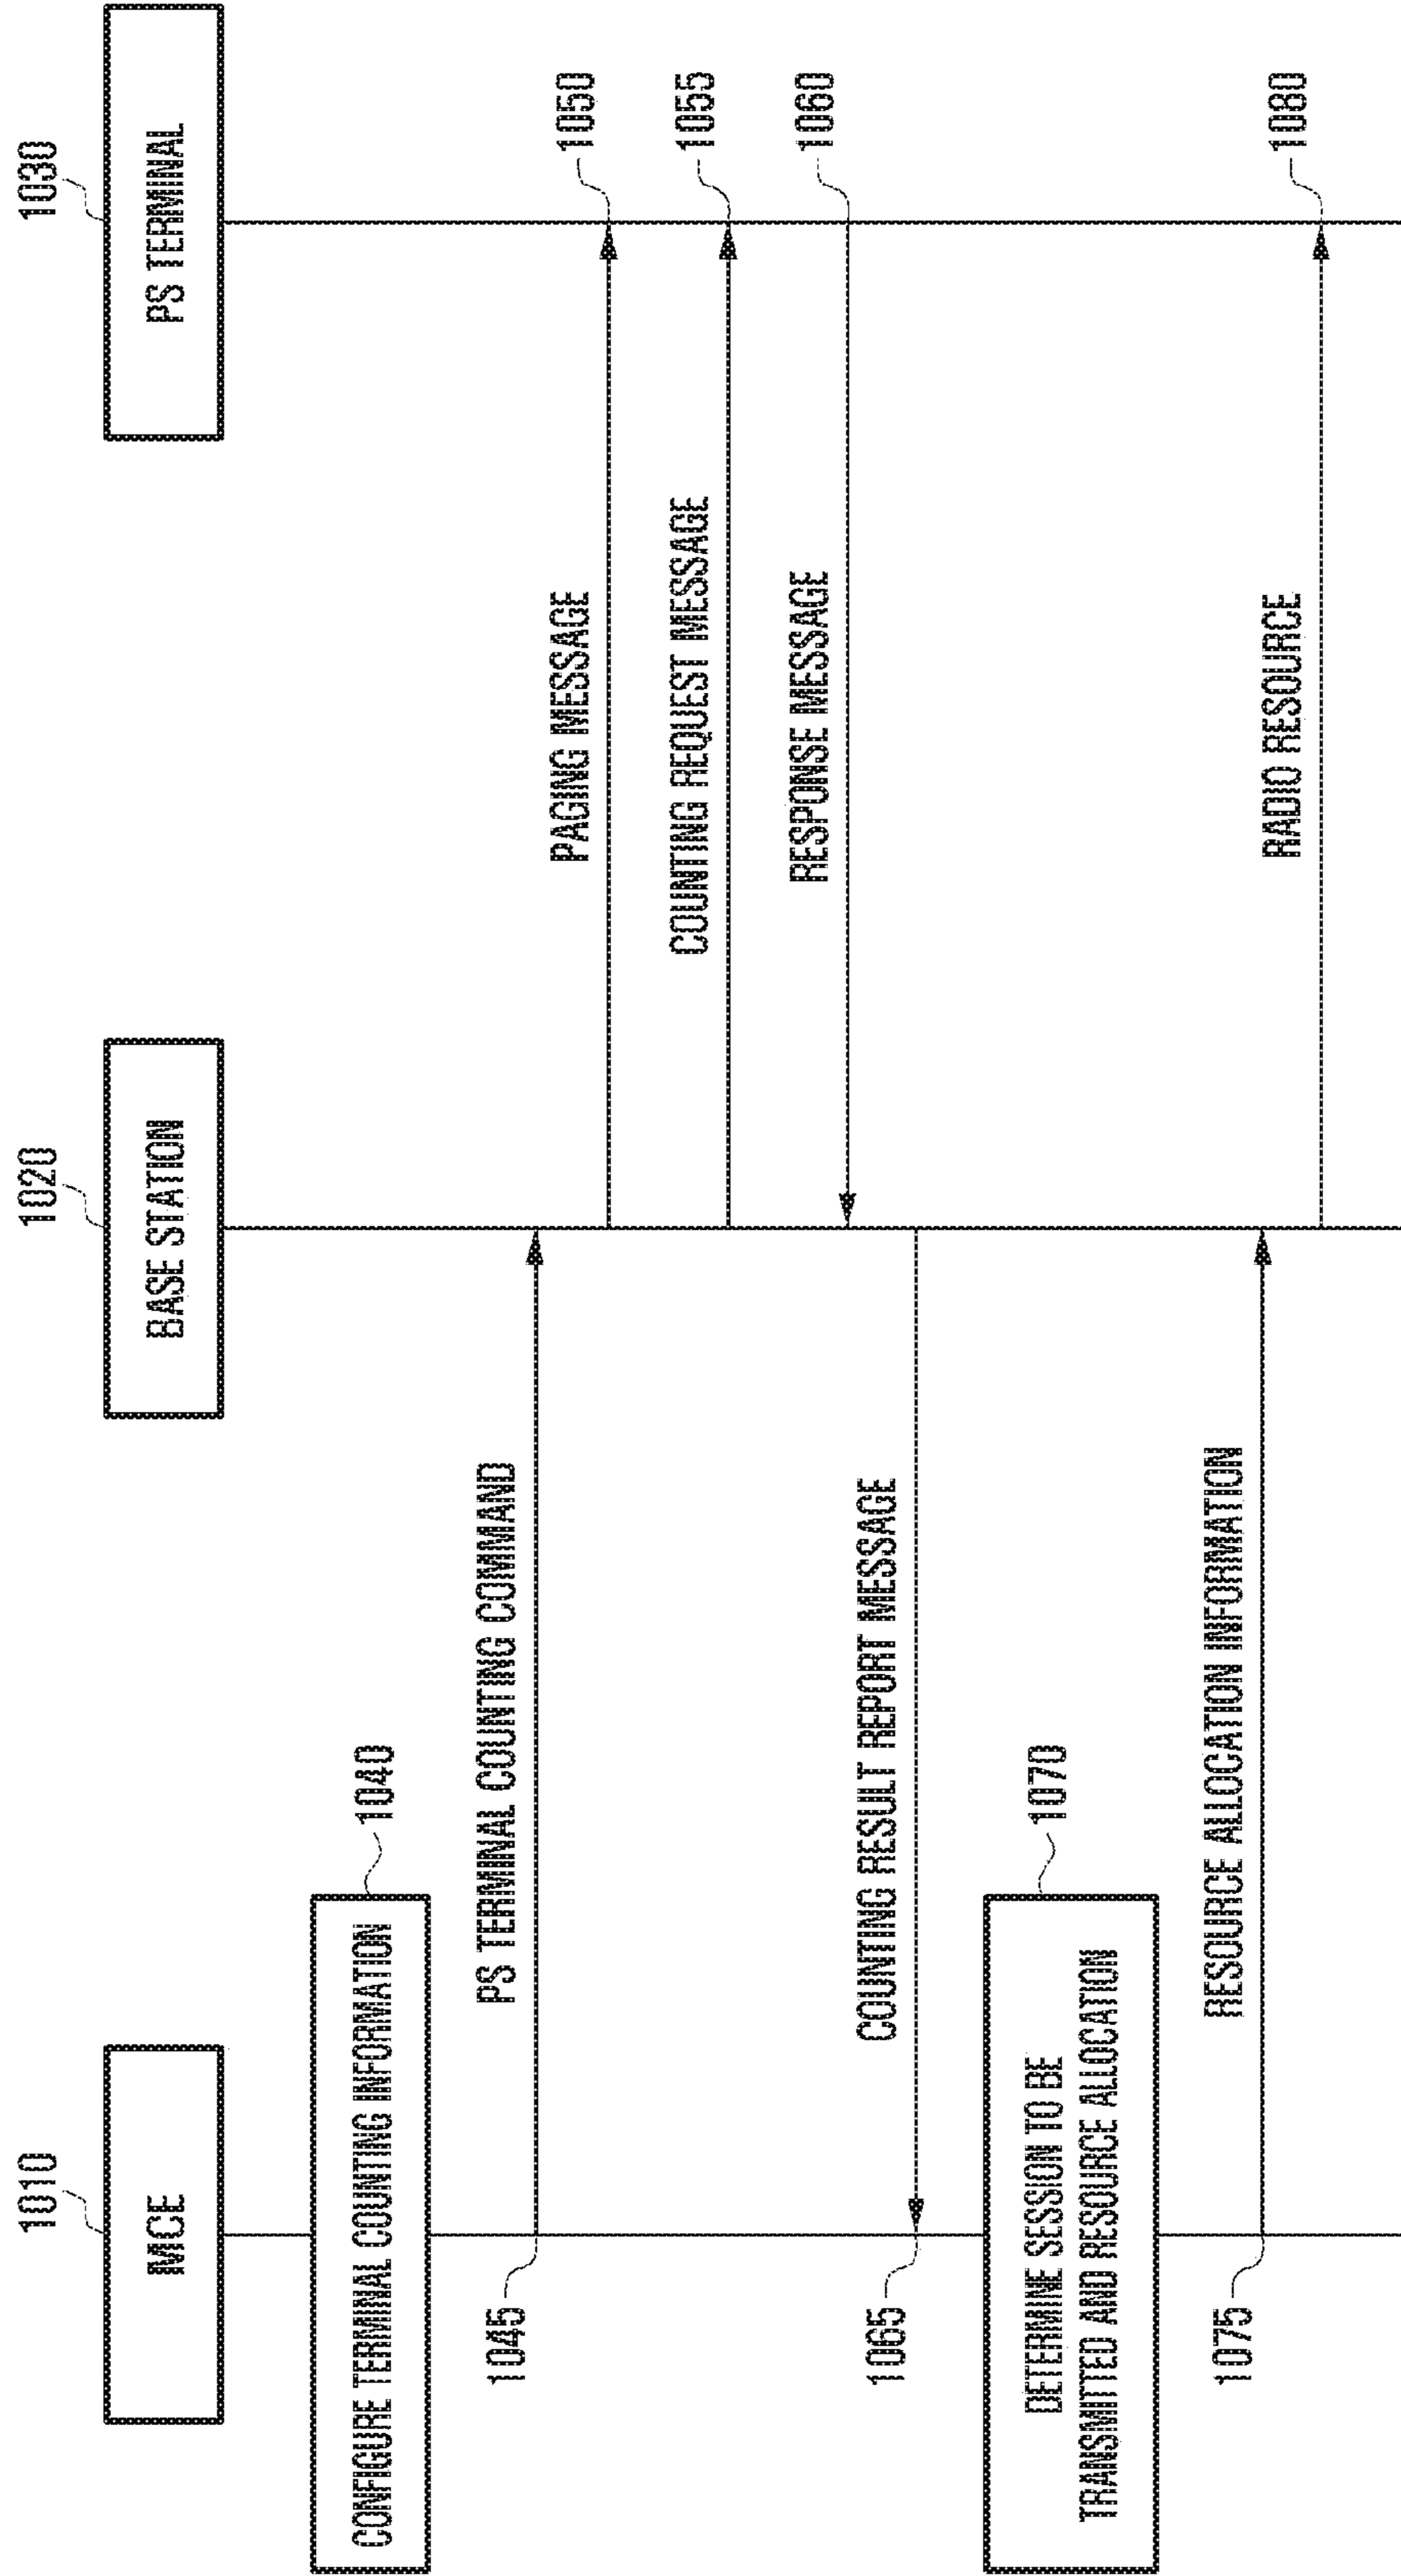 1010
1020
1030
MCE
BASE STATION
PS TERMINAL
CONFIGURE TERMINAL COUNTING INFORMATION
1040
1045
PS TERMINAL COUNTING COMMAND
PAGING MESSAGE
1050
COUNTING REQUEST MESSAGE
1055
RESPONSE MESSAGE
1060
1065
COUNTING RESULT REPORT MESSAGE
DETERMINE SESSION TO BE
TRANSMITTED AND RESOURCE ALLOCATION
1070
1075
RESOURCE ALLOCATION INFORMATION
RADIO RESOURCE
1080